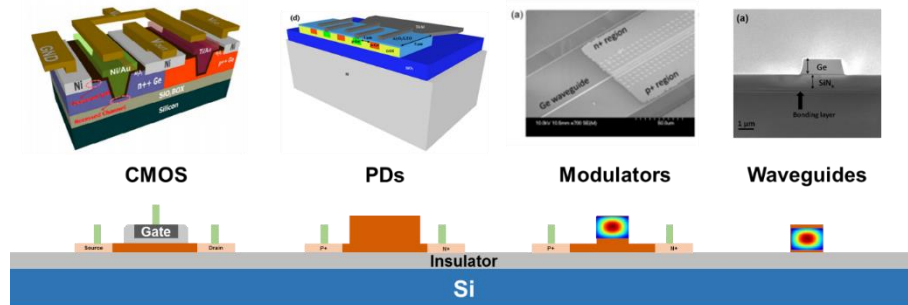 GND
Ni/Au
Ti/Au
Ni
Ni
n++ Ge
p++ Ge
SiO₂ BOX
Silicon
(d)
(a)
n+ region
p+ region
Ge waveguide
(a)
Ge
SiNx
Bonding layer
1 μm
CMOS
PDs
Modulators
Waveguides
Source
Gate
Drain
P+
N+
P+
N+
Insulator
Si